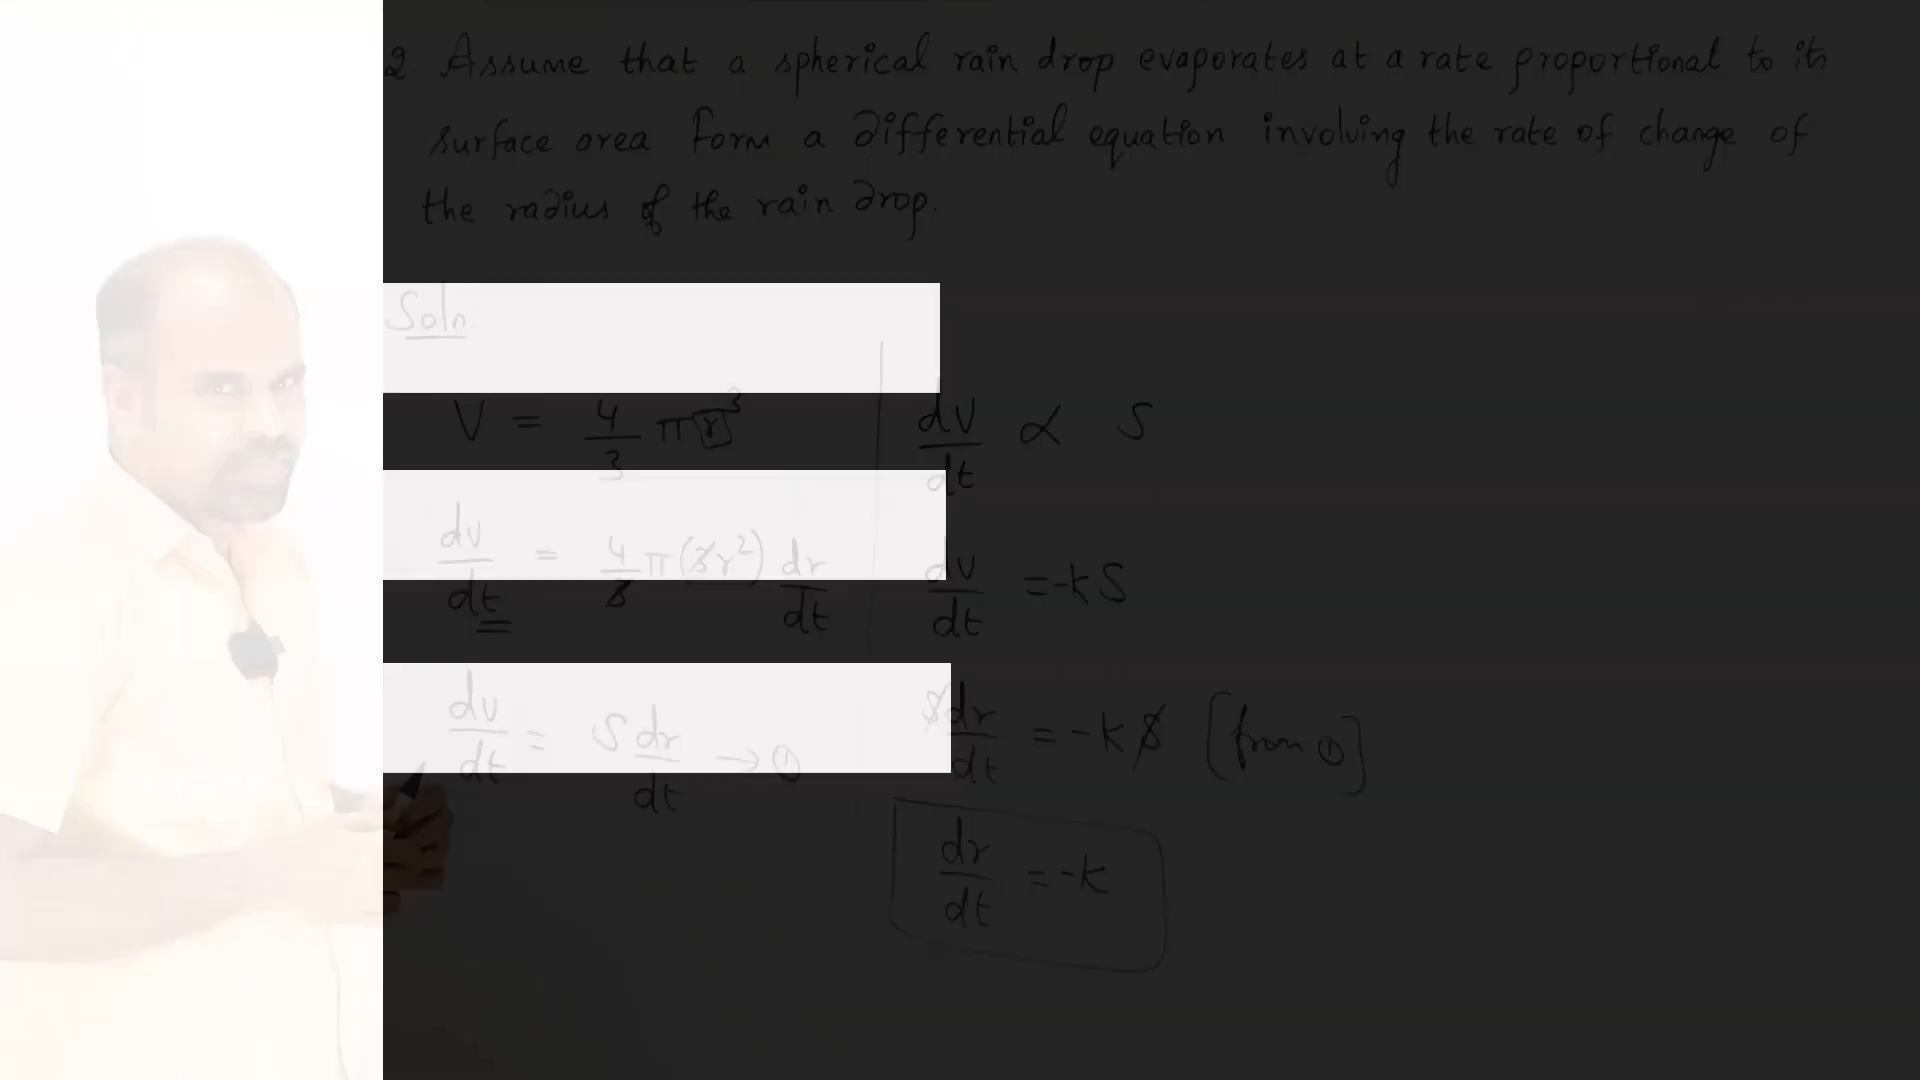 2. Assume that a spherical rain drop evaporates at a rate proportional to its
surface area Form a differential equation involving the rate of change of
the radius of the rain drop.
Soln
V = 4/3 πr³
dv/dt = 4/3 π(3r²) dr/dt
dv/dt = S dr/dt → ①
dV/dt ∝ S
dv/dt = -kS
S dr/dt = -k S [from ①]
dr/dt = -k